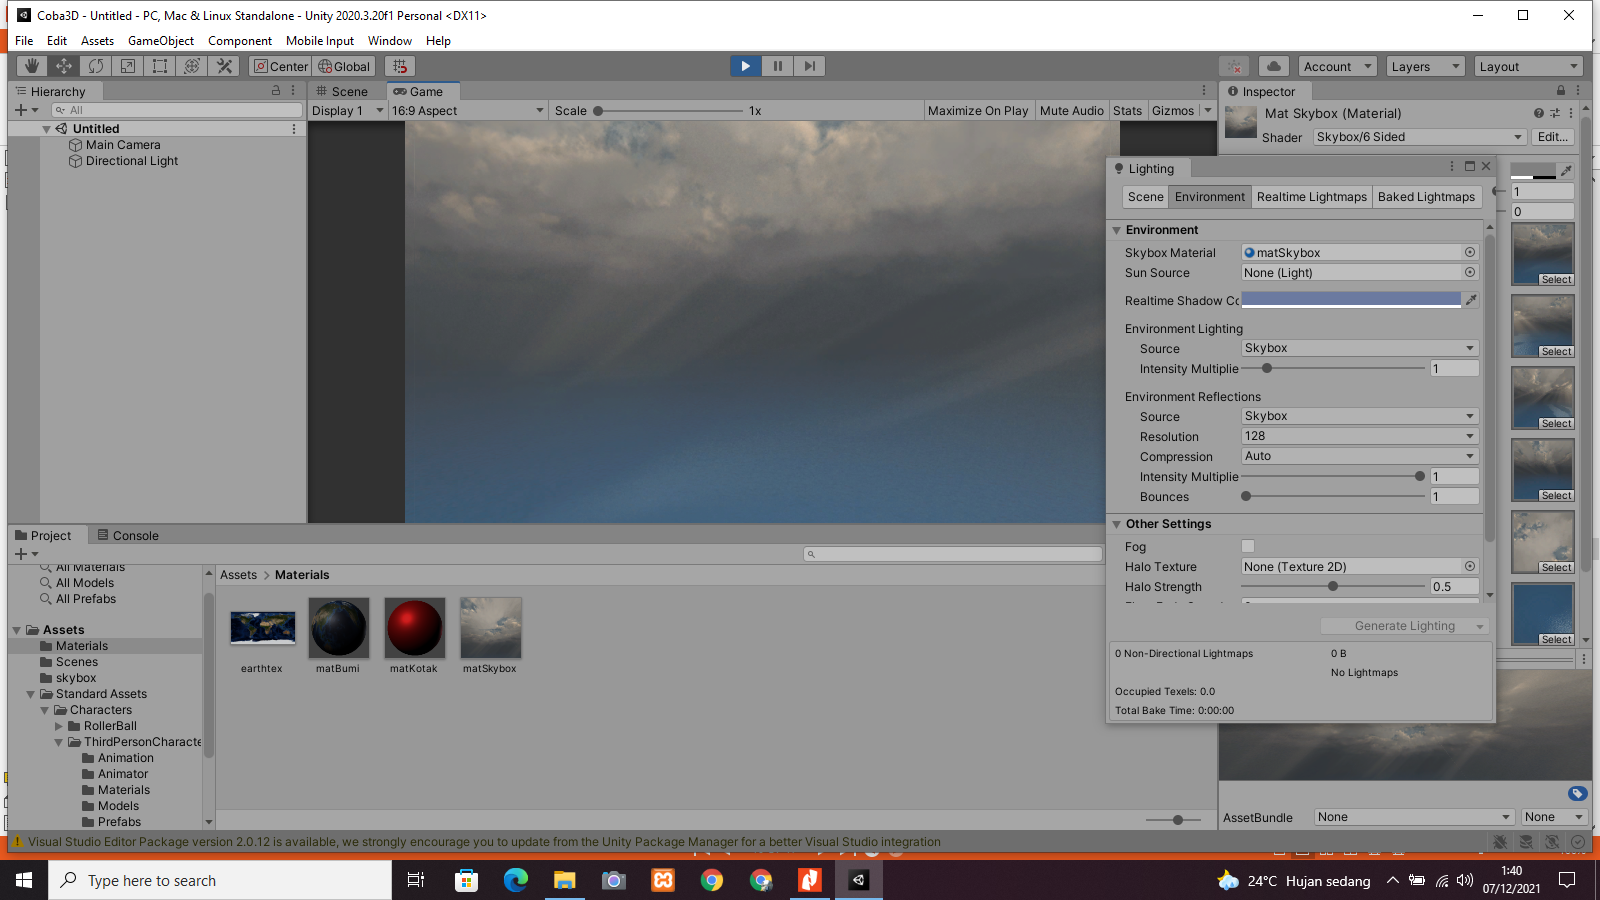 Coba3D - Untitled - PC, Mac & Linux Standalone - Unity 2020.3.20f1 Personal <DX11>
File Edit Assets GameObject Component Mobile Input Window Help
Center Global Account Layers Layout
Hierarchy
All
Untitled
Main Camera
Directional Light
Scene Game
Display 1 16:9 Aspect Scale 1x Maximize On Play Mute Audio Stats Gizmos
Inspector
Mat Skybox (Material)
Shader Skybox/6 Sided Edit...
1
0
Select
Select
Select
Select
Select
Select
Lighting
Scene Environment Realtime Lightmaps Baked Lightmaps
Environment
Skybox Material matSkybox
Sun Source None (Light)
Realtime Shadow Co
Environment Lighting
Source Skybox
Intensity Multiplie 1
Environment Reflections
Source Skybox
Resolution 128
Compression Auto
Intensity Multiplie 1
Bounces 1
Other Settings
Fog
Halo Texture None (Texture 2D)
Halo Strength 0.5
Generate Lighting
0 Non-Directional Lightmaps 0 B
No Lightmaps
Occupied Texels: 0.0
Total Bake Time: 0:00:00
AssetBundle None None
Project Console
All Materials
All Models
All Prefabs
Assets
Materials
Scenes
skybox
Standard Assets
Characters
RollerBall
ThirdPersonCharacte
Animation
Animator
Materials
Models
Prefabs
Assets > Materials
earthtex matBumi matKotak matSkybox
Visual Studio Editor Package version 2.0.12 is available, we strongly encourage you to update from the Unity Package Manager for a better Visual Studio integration
Type here to search
24°C Hujan sedang
1:40
07/12/2021